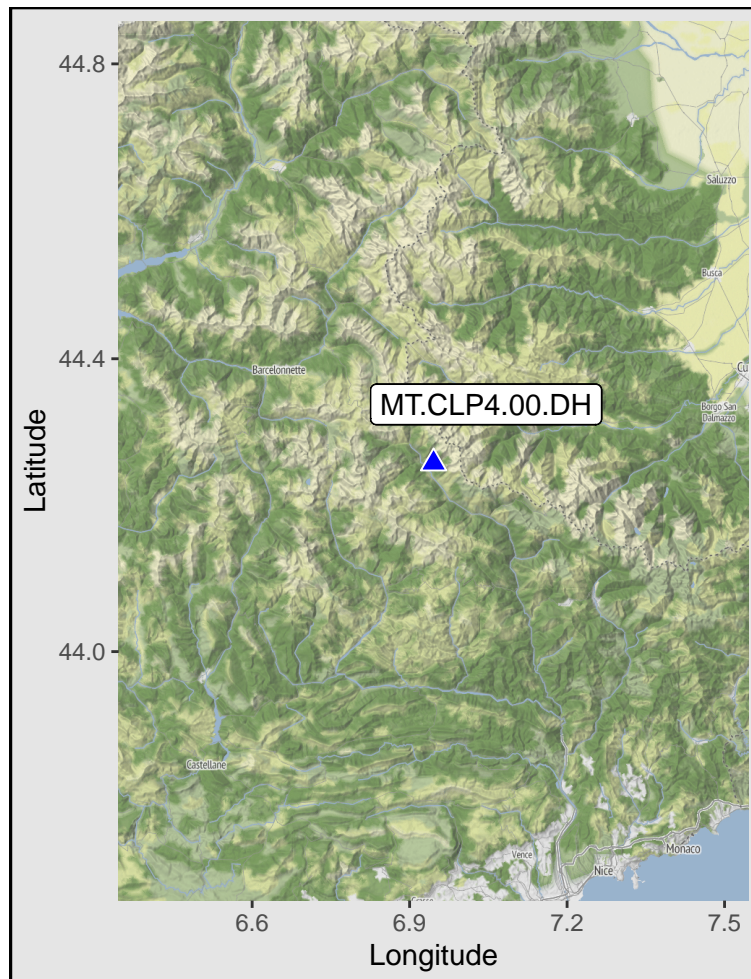 44.8
Saluzzo
Busca
44.4
Barcelonnette
Cu
MT.CLP4.00.DH
Borgo San
Dalmazzo
Latitude
44.0
Castellane
Vence
Monaco
Nice
6.6
6.9
7.2
7.5
Longitude